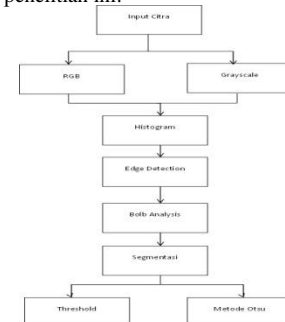 penelitian ini.
Input Citra
RGB
Grayscale
Histogram
Edge Detection
Bolb Analysis
Segmentasi
Threshold
Metode Otsu